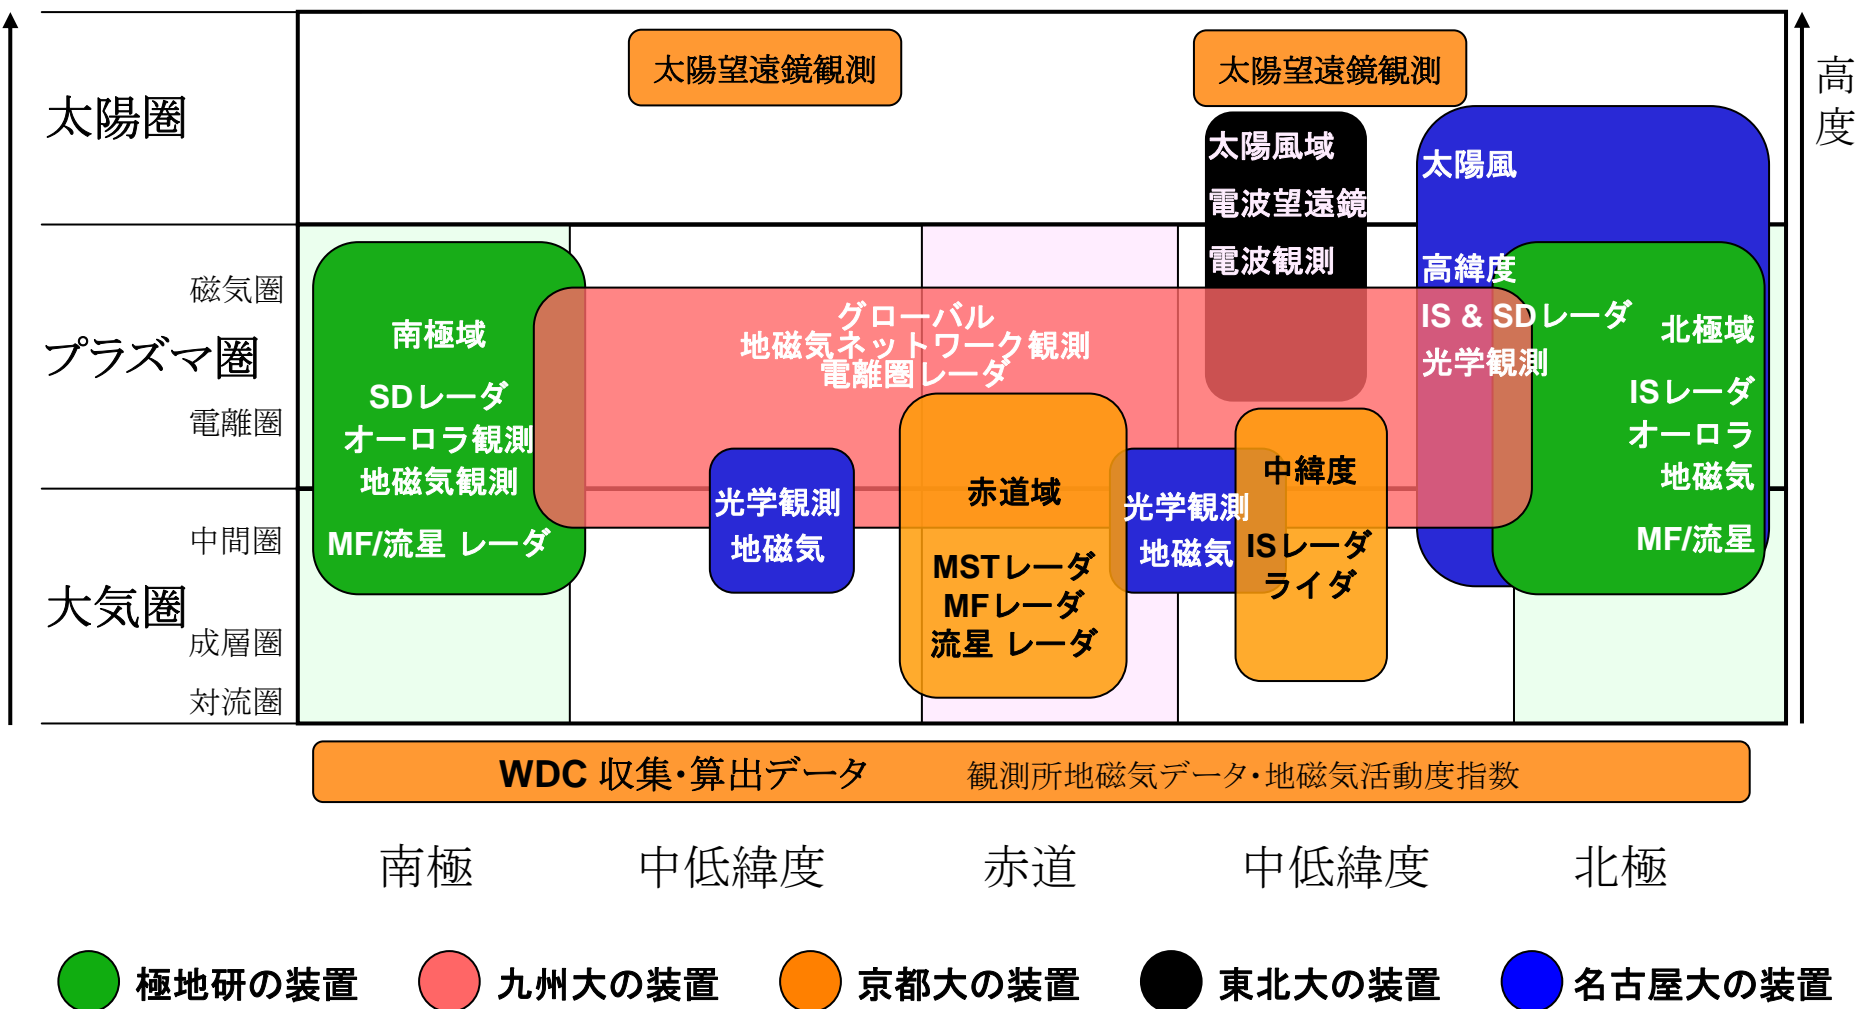 太陽望遠鏡観測
太陽望遠鏡観測
高度
太陽圏
太陽風域
電波望遠鏡
電波観測
太陽風
高緯度
IS & SDレーダ
光学観測
磁気圏
プラズマ圏
電離圏
南極域
SDレーダ
オーロラ観測
地磁気観測
MF/流星 レーダ
グローバル
地磁気ネットワーク観測
電離圏レーダ
北極域
ISレーダ
オーロラ
地磁気
MF/流星
光学観測
地磁気
赤道域
MSTレーダ
MFレーダ
流星 レーダ
光学観測
地磁気
中緯度
ISレーダ
ライダ
中間圏
大気圏
成層圏
対流圏
WDC 収集・算出データ 観測所地磁気データ・地磁気活動度指数
南極 中低緯度 赤道 中低緯度 北極
極地研の装置 九州大の装置 京都大の装置 東北大の装置 名古屋大の装置